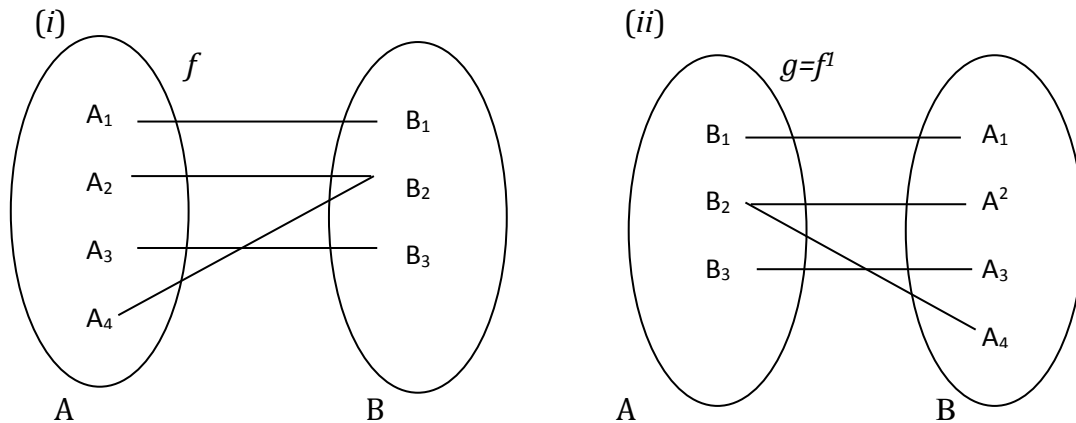 (i) (ii)
f g=f¹
A₁ B₁ B₁ A₁
A₂ B₂ B₂ A²
A₃ B₃ B₃ A₃
A₄ A₄
A B A B